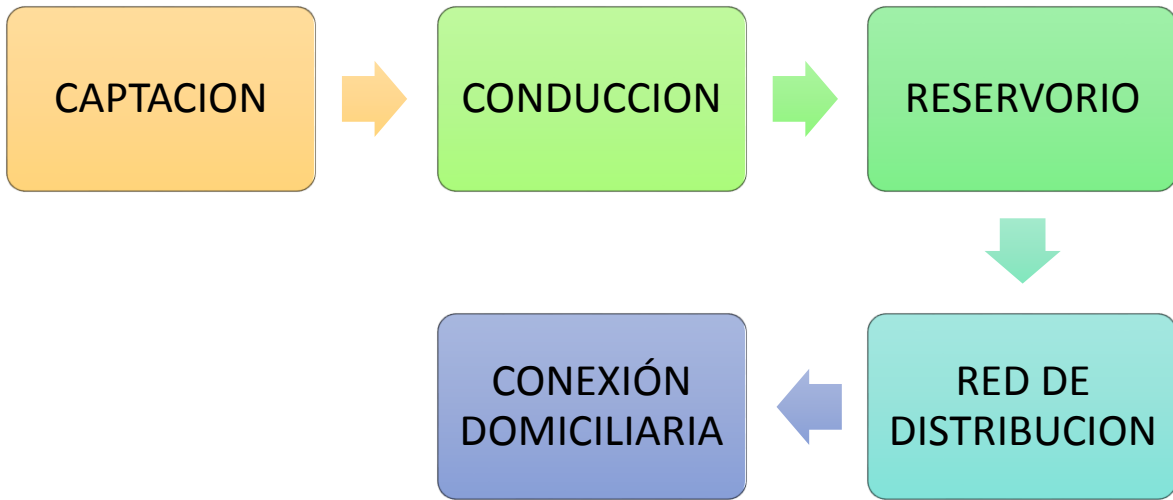 CAPTACION
CONDUCCION
RESERVORIO
RED DE
DISTRIBUCION
CONEXIÓN
DOMICILIARIA